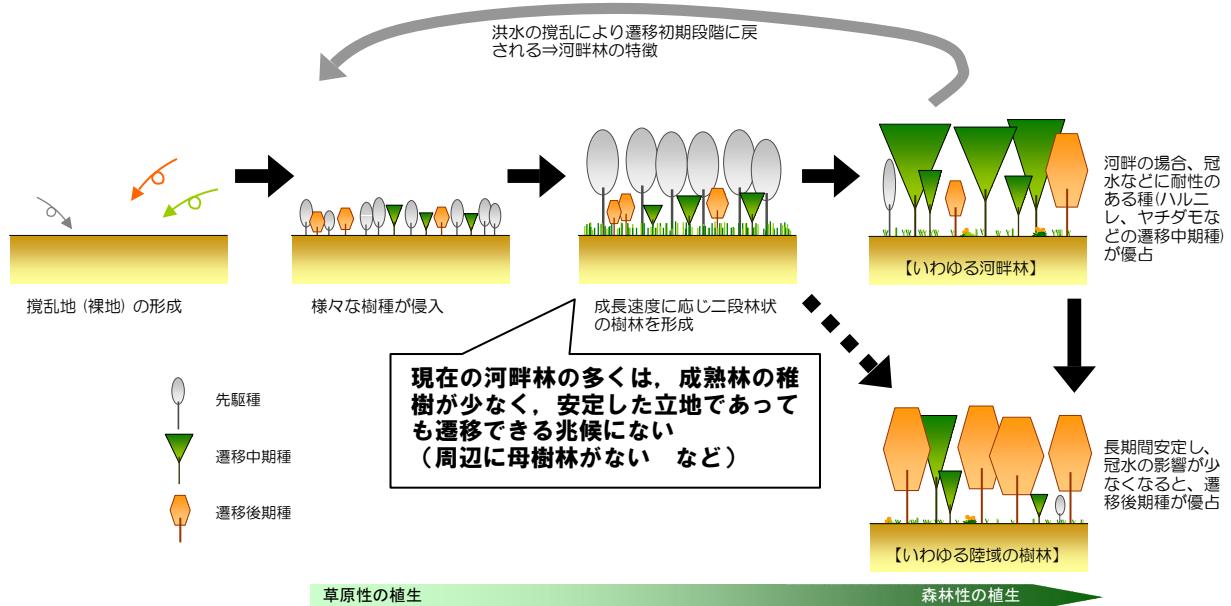 洪水の撹乱により遷移初期段階に戻
される⇒河畔林の特徴
河畔の場合、冠
水などに耐性の
ある種(ハルニ
レ、ヤチダモな
どの遷移中期種)
が優占
【いわゆる河畔林】
撹乱地 (裸地) の形成
様々な樹種が侵入
成長速度に応じ二段林状
の樹林を形成
現在の河畔林の多くは，成熟林の稚
樹が少なく，安定した立地であって
も遷移できる兆候にない
（周辺に母樹林がない　など）
先駆種
遷移中期種
遷移後期種
長期間安定し、
冠水の影響が少
なくなると、遷
移後期種が優占
【いわゆる陸域の樹林】
草原性の植生
森林性の植生